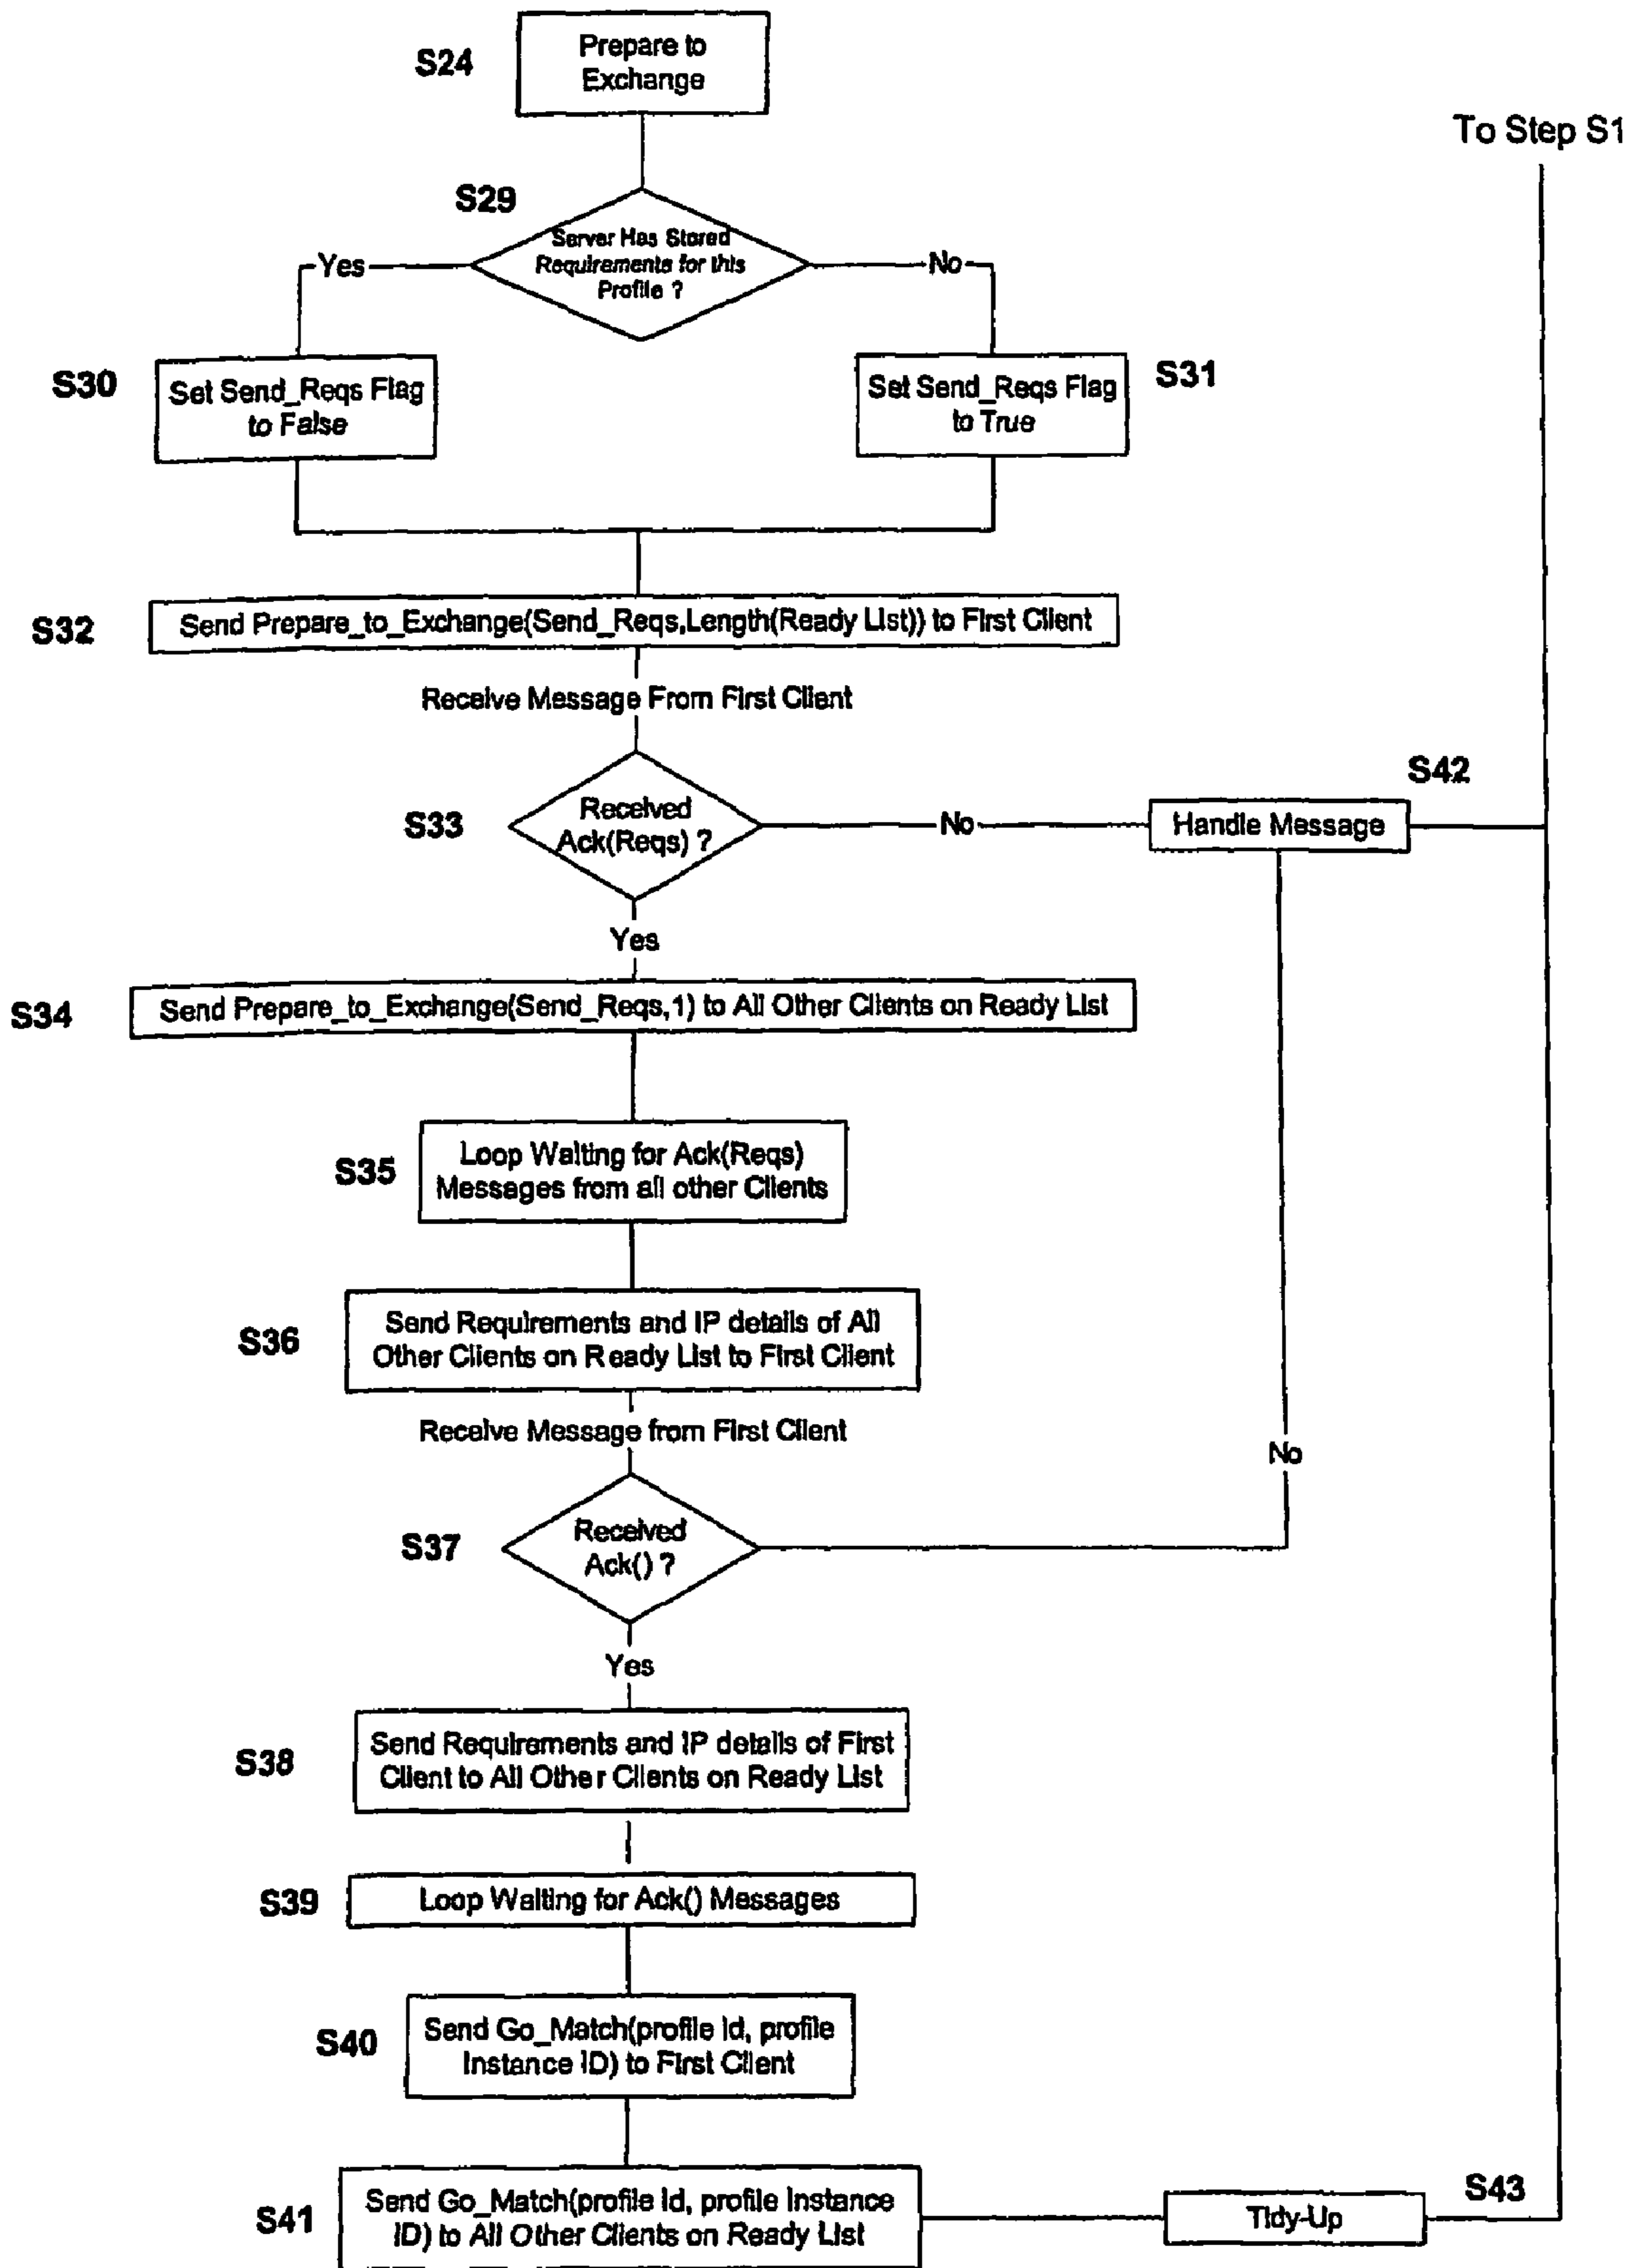 S24
Prepare to
Exchange
To Step S1
S29
Server Has Stored
Requirements for this
Profile ?
Yes
No
S30
Set Send_Reqs Flag
to False
Set Send_Reqs Flag
to True
S31
S32
Send Prepare_to_Exchange(Send_Reqs,Length(Ready List)) to First Client
Receive Message From First Client
S33
Received
Ack(Reqs) ?
No
S42
Handle Message
Yes
S34
Send Prepare_to_Exchange(Send_Reqs,1) to All Other Clients on Ready List
S35
Loop Waiting for Ack(Reqs)
Messages from all other Clients
S36
Send Requirements and IP details of All
Other Clients on Ready List to First Client
Receive Message from First Client
No
S37
Received
Ack() ?
Yes
S38
Send Requirements and IP details of First
Client to All Other Clients on Ready List
S39
Loop Waiting for Ack() Messages
S40
Send Go_Match(profile Id, profile
Instance ID) to First Client
S41
Send Go_Match(profile Id, profile Instance
ID) to All Other Clients on Ready List
Tidy-Up
S43